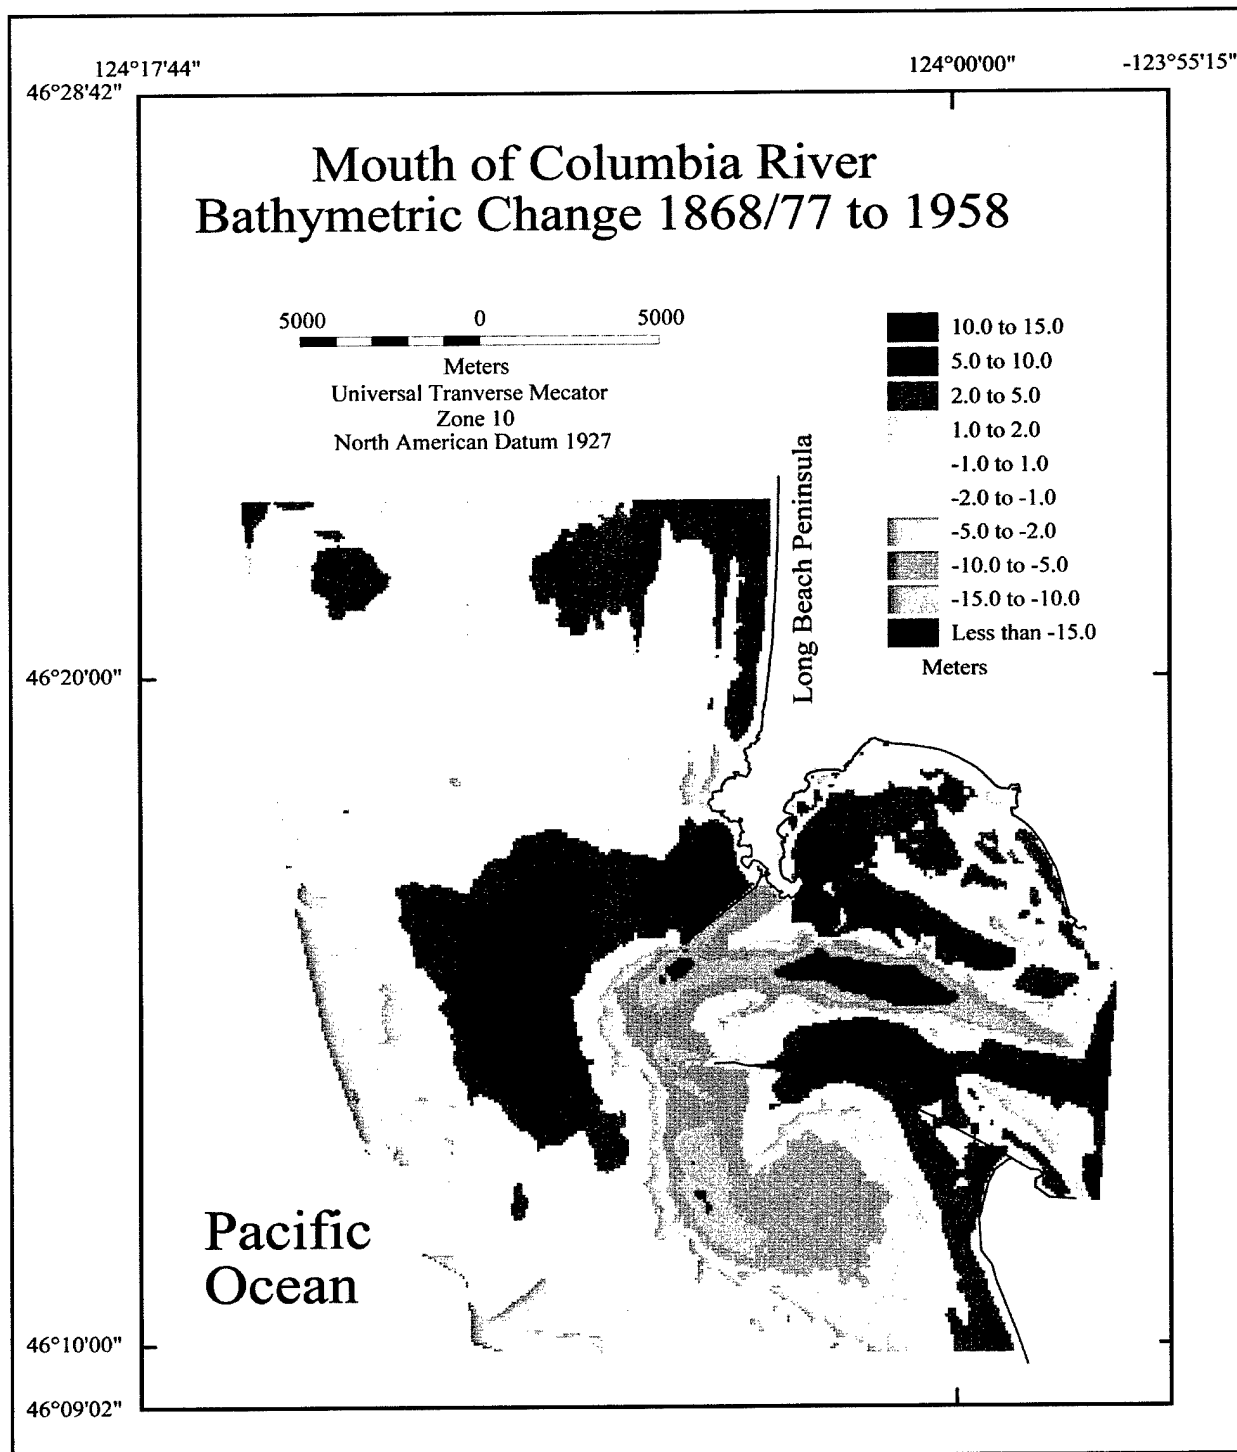 124°17'44"
124°00'00"
-123°55'15"
46°28'42"
Mouth of Columbia River
Bathymetric Change 1868/77 to 1958
5000 0 5000
Meters
Universal Tranverse Mecator
Zone 10
North American Datum 1927
10.0 to 15.0
5.0 to 10.0
2.0 to 5.0
1.0 to 2.0
-1.0 to 1.0
-2.0 to -1.0
-5.0 to -2.0
-10.0 to -5.0
-15.0 to -10.0
Less than -15.0
Meters
Long Beach Peninsula
46°20'00"
Pacific
Ocean
46°10'00"
46°09'02"